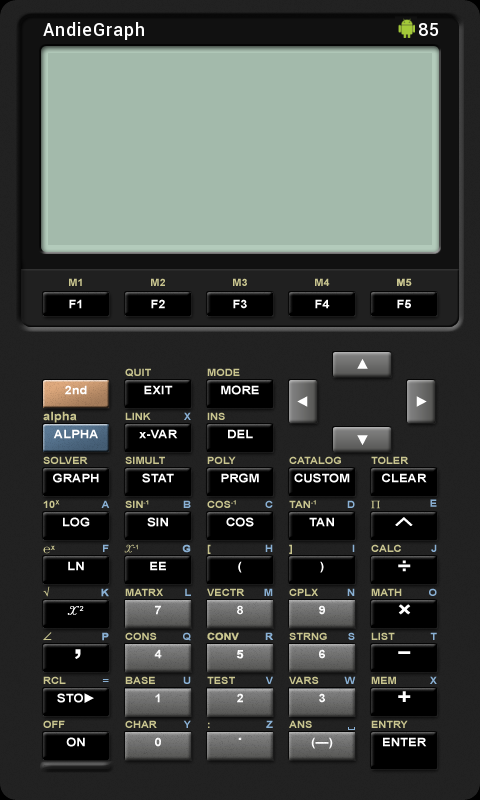 AndieGraph 85
M1 M2 M3 M4 M5
F1 F2 F3 F4 F5
QUIT MODE
2nd EXIT MORE
alpha LINK X INS
ALPHA x-VAR DEL
SOLVER SIMULT POLY CATALOG TOLER
GRAPH STAT PRGM CUSTOM CLEAR
10ˣ A SIN⁻¹ B COS⁻¹ C TAN⁻¹ D Π E
LOG SIN COS TAN ^
eˣ F x⁻¹ G [ H ] I CALC J
LN EE ( ) ÷
√ K MATRX L VECTR M CPLX N MATH O
x² 7 8 9 ×
∠ P CONS Q CONV R STRNG S LIST T
, 4 5 6 −
RCL = BASE U TEST V VARS W MEM X
STO▶ 1 2 3 +
OFF CHAR Y : Z ANS ␣ ENTRY
ON 0 . (—) ENTER